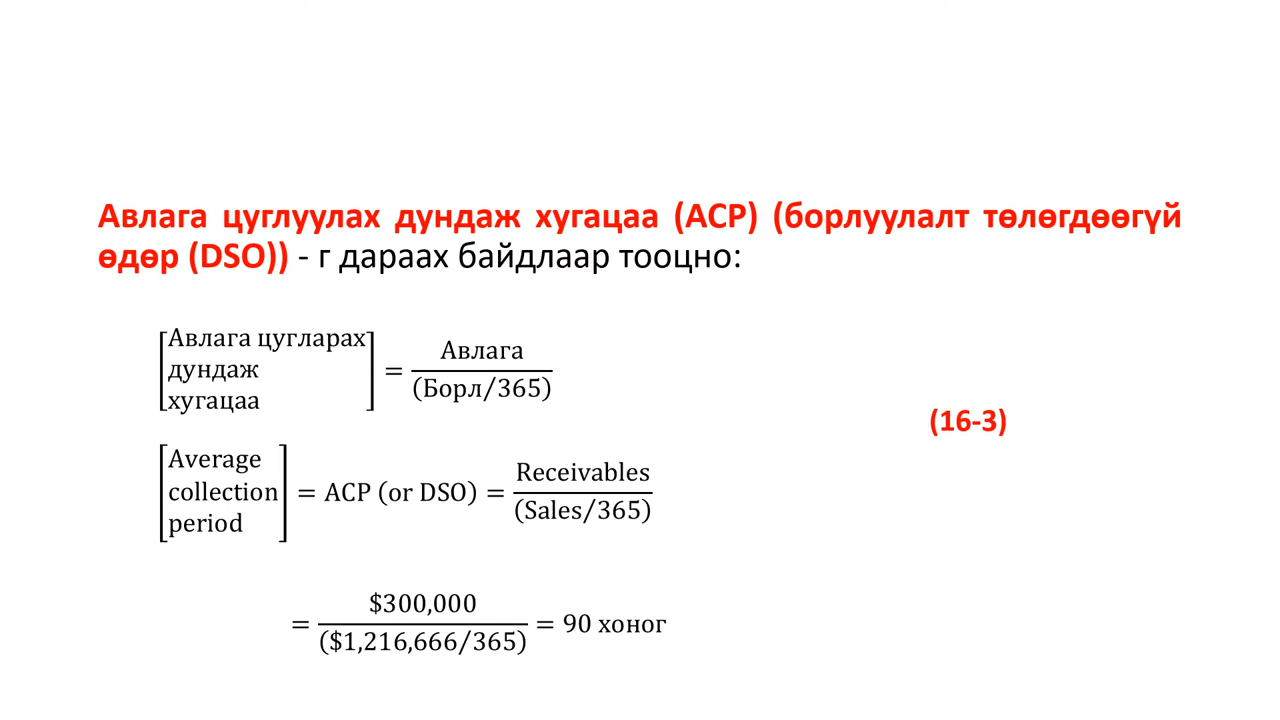 Авлага цуглуулах дундаж хугацаа (ACP) (борлуулалт төлөгдөөгүй
өдөр (DSO)) - г дараах байдлаар тооцно:
[Авлага цугларах дундаж хугацаа] = Авлага / (Борл/365)
(16-3)
[Average collection period] = ACP (or DSO) = Receivables / (Sales/365)
= $300,000 / ($1,216,666/365) = 90 хоног